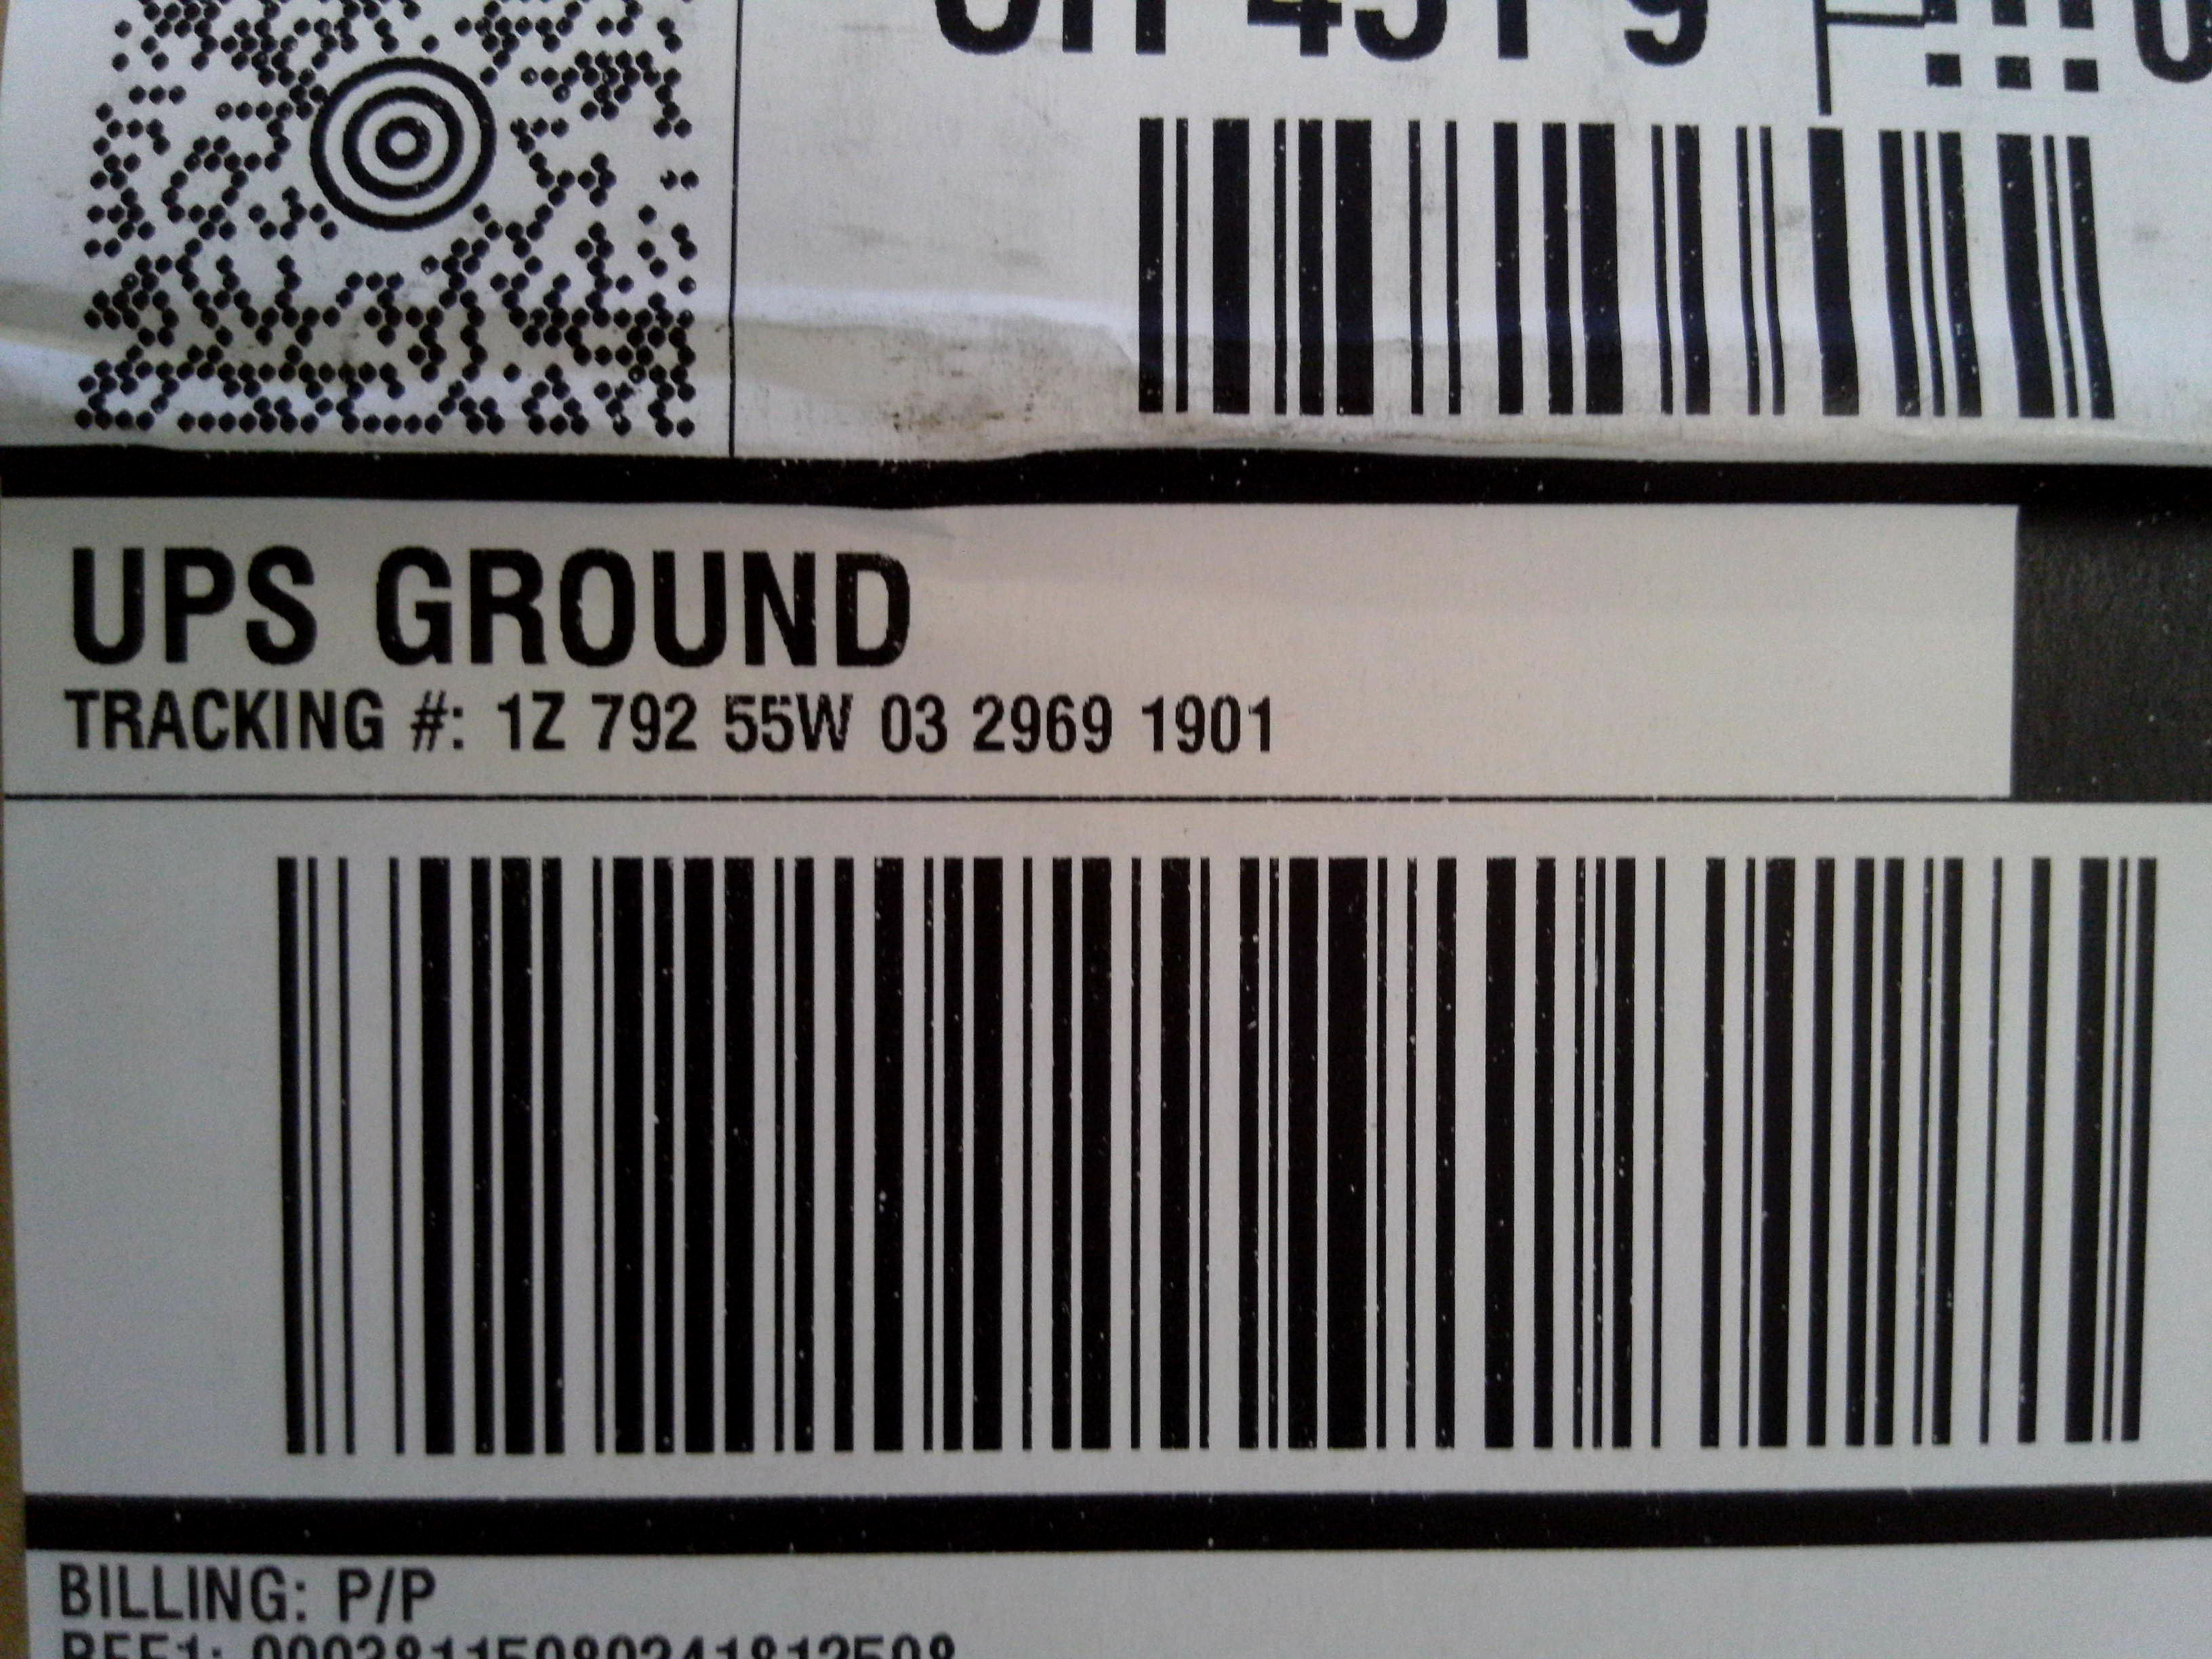 UPS GROUND
TRACKING #: 1Z 792 55W 03 2969 1901
BILLING: P/P